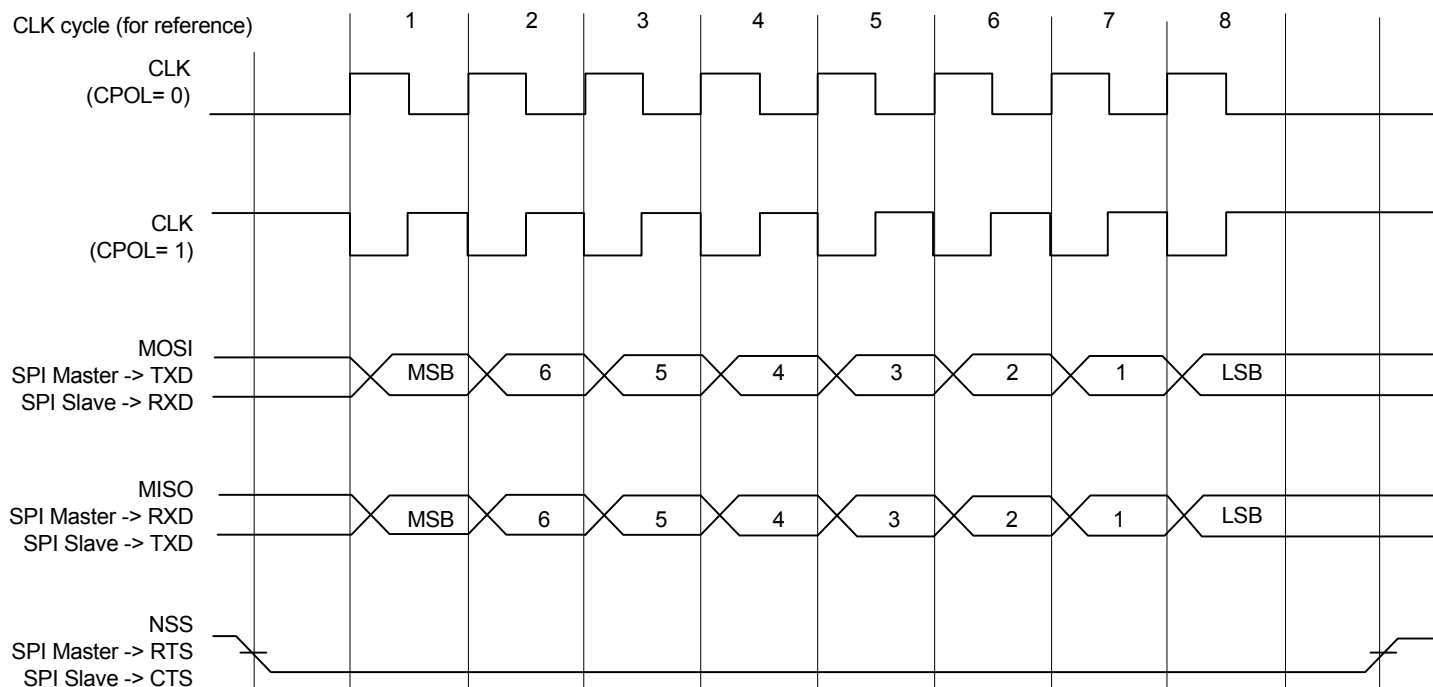 CLK cycle (for reference)
1 2 3 4 5 6 7 8
CLK
(CPOL= 0)
CLK
(CPOL= 1)
MOSI
SPI Master -> TXD
SPI Slave -> RXD
MSB 6 5 4 3 2 1 LSB
MISO
SPI Master -> RXD
SPI Slave -> TXD
MSB 6 5 4 3 2 1 LSB
NSS
SPI Master -> RTS
SPI Slave -> CTS